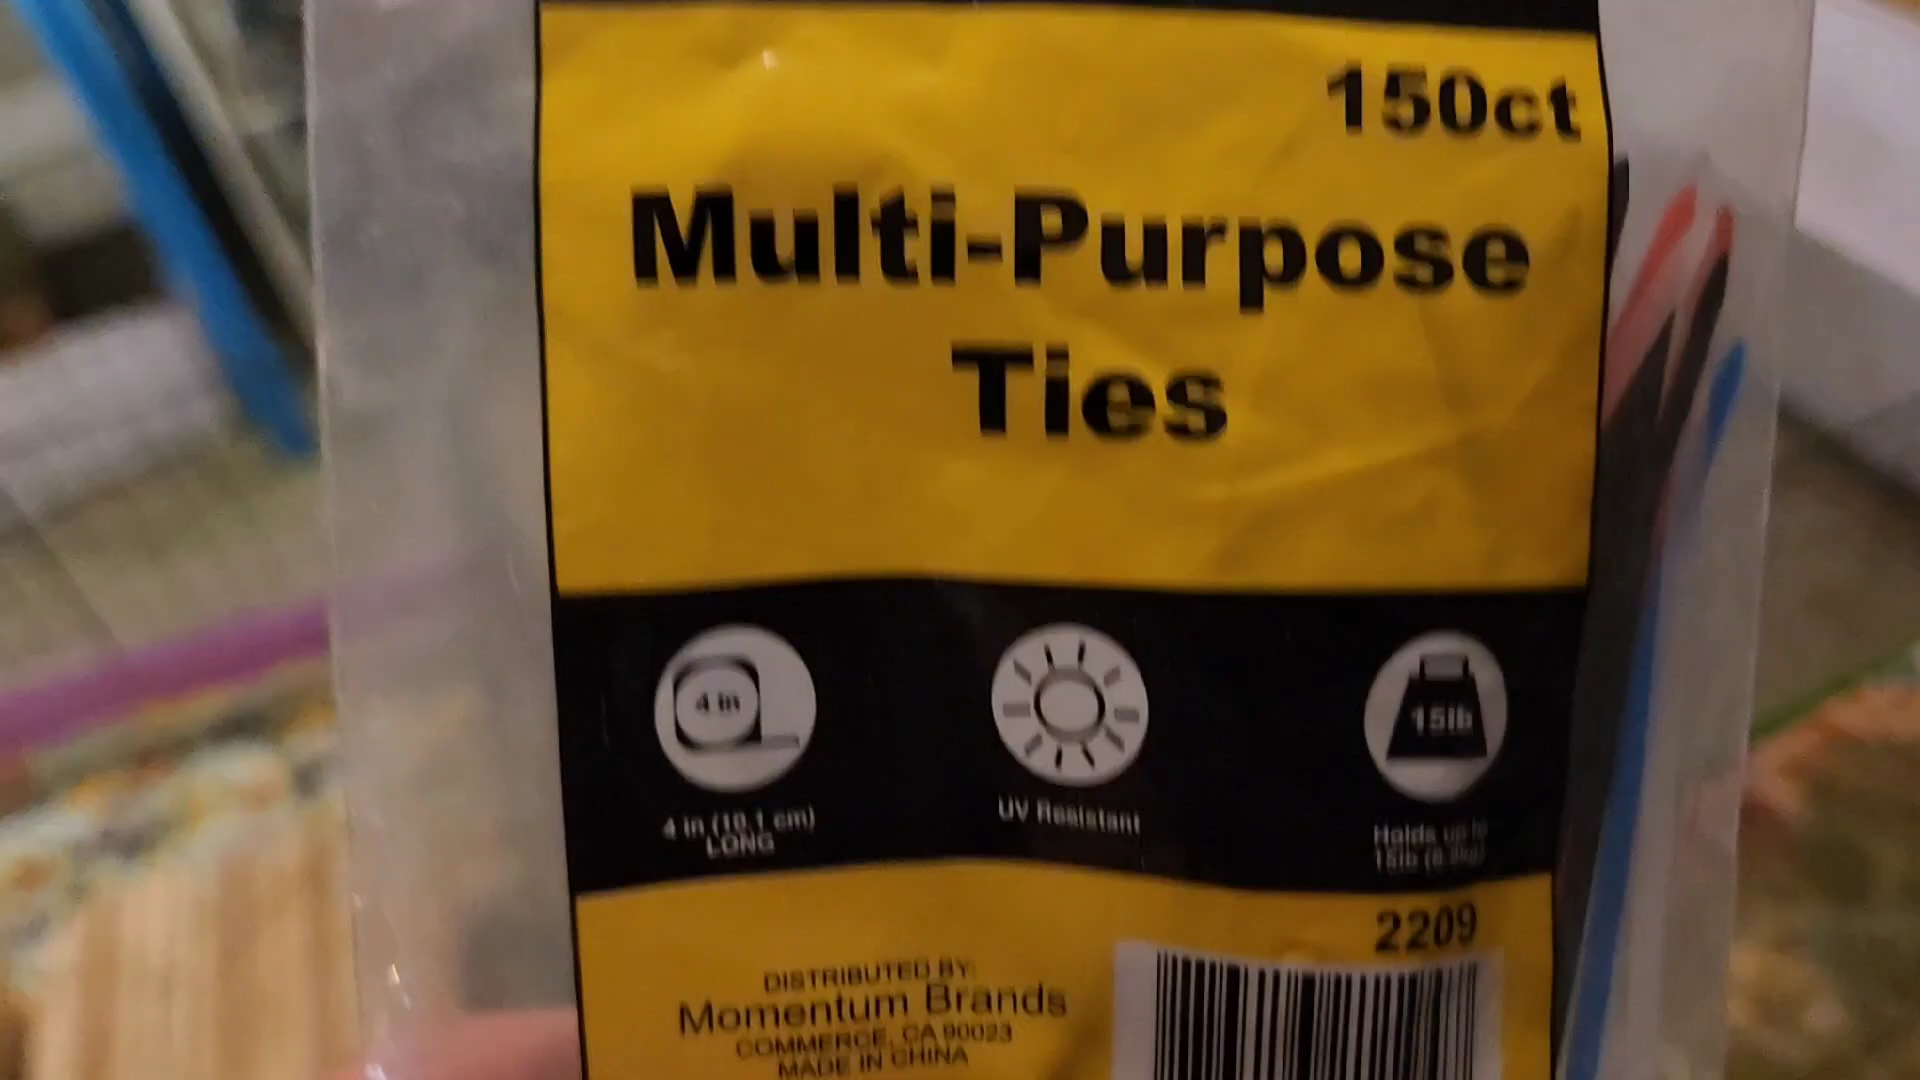 150ct
Multi-Purpose
Ties
4 in
15lb
4 in (10.1 cm)
LONG
UV Resistant
Holds up to
15lb
2209
DISTRIBUTED BY:
Momentum Brands
COMMERCE, CA 90023
MADE IN CHINA